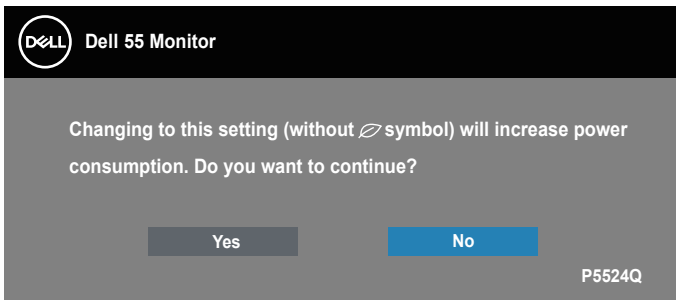 DELL
Dell 55 Monitor
Changing to this setting (without symbol) will increase power
consumption. Do you want to continue?
Yes No
P5524Q